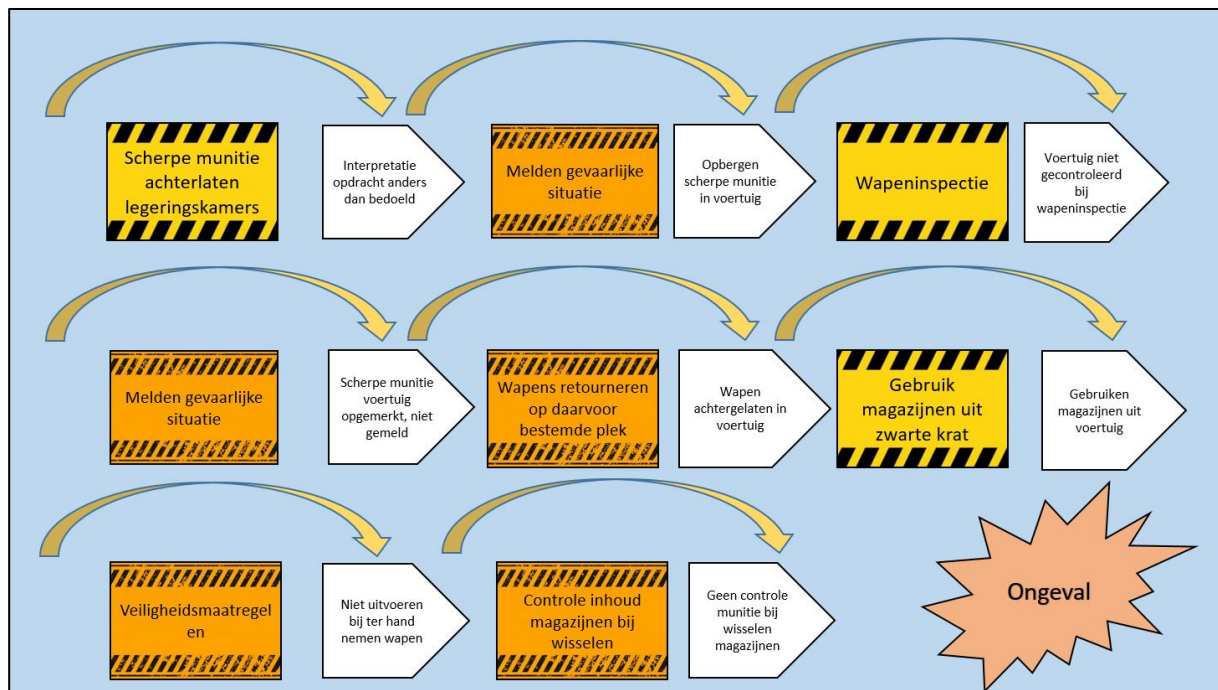 Scherpe munitie
achterlaten
legeringskamers
Interpretatie
opdracht anders
dan bedoeld
Melden gevaarlijke
situatie
Opbergen
scherpe munitie
in voertuig
Wapeninspectie
Voertuig niet
gecontroleerd
bij
wapeninspectie
Melden gevaarlijke
situatie
Scherpe munitie
voertuig
opgemerkt, niet
gemeld
Wapens retourneren
op daarvoor
bestemde plek
Wapen
achtergelaten in
voertuig
Gebruik
magazijnen uit
zwarte krat
Gebruiken
magazijnen uit
voertuig
Veiligheidsmaatregel
en
Niet uitvoeren
bij ter hand
nemen wapen
Controle inhoud
magazijnen bij
wisselen
Geen controle
munitie bij
wisselen
magazijnen
Ongeval